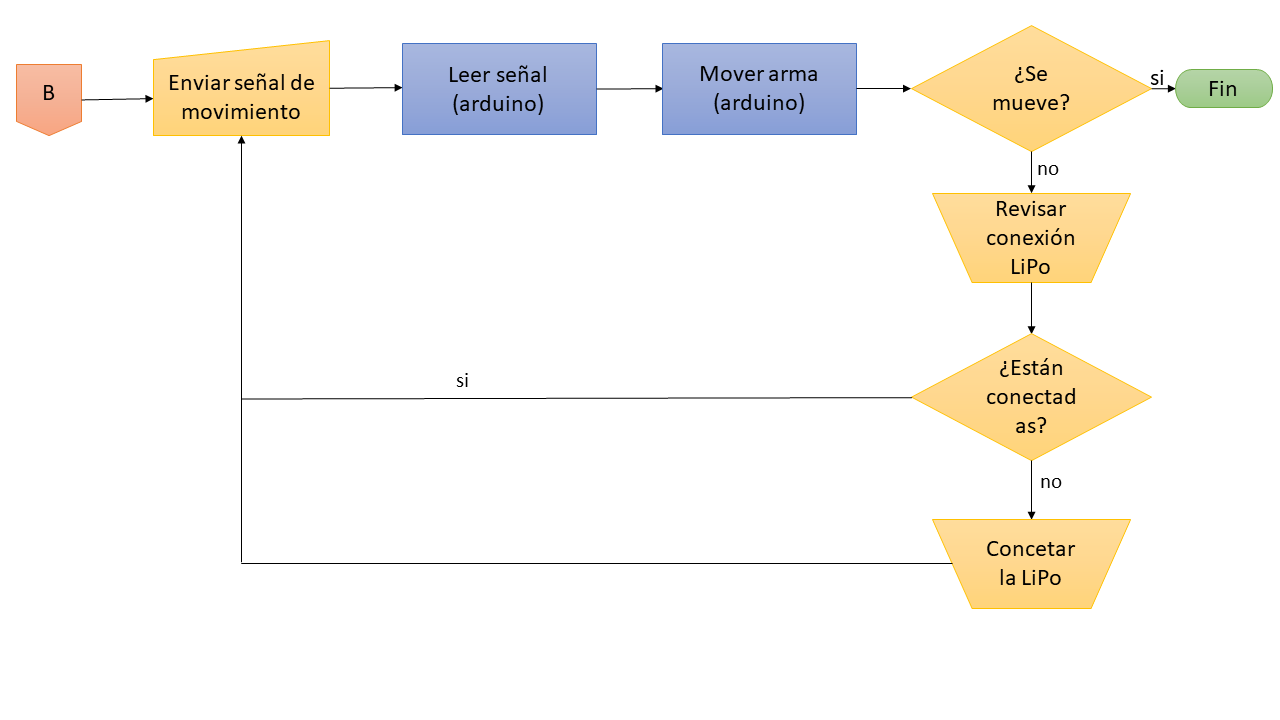 B
Enviar señal de
movimiento
Leer señal
(arduino)
Mover arma
(arduino)
¿Se
mueve?
si
Fin
no
Revisar
conexión
LiPo
¿Están
conectad
as?
si
no
Concetar
la LiPo